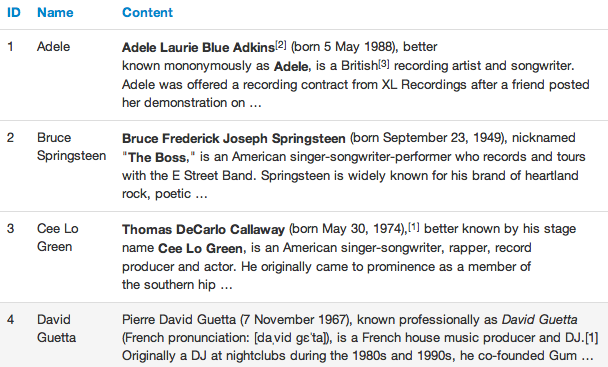 ID Name Content
1 Adele Adele Laurie Blue Adkins[2] (born 5 May 1988), better
known mononymously as Adele, is a British[3] recording artist and songwriter.
Adele was offered a recording contract from XL Recordings after a friend posted
her demonstration on ...
2 Bruce Springsteen Bruce Frederick Joseph Springsteen (born September 23, 1949), nicknamed
"The Boss," is an American singer-songwriter-performer who records and tours
with the E Street Band. Springsteen is widely known for his brand of heartland
rock, poetic ...
3 Cee Lo Green Thomas DeCarlo Callaway (born May 30, 1974),[1] better known by his stage
name Cee Lo Green, is an American singer-songwriter, rapper, record
producer and actor. He originally came to prominence as a member of
the southern hip ...
4 David Guetta Pierre David Guetta (7 November 1967), known professionally as David Guetta
(French pronunciation: [da͵vid gɛ'ta]), is a French house music producer and DJ.[1]
Originally a DJ at nightclubs during the 1980s and 1990s, he co-founded Gum ...